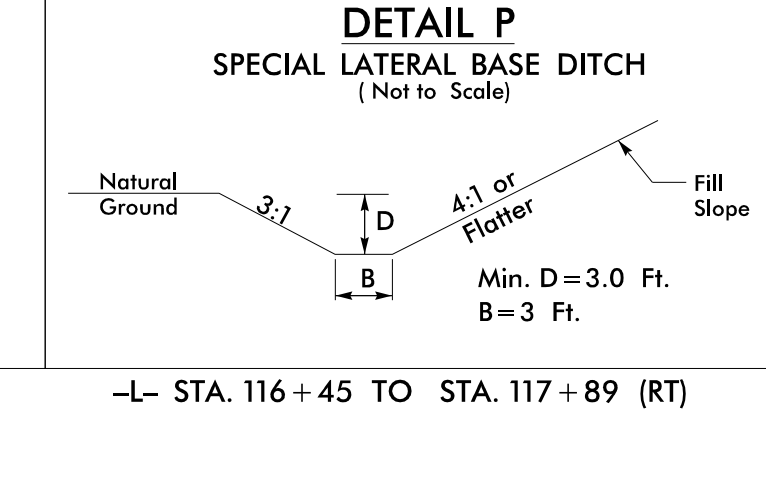 DETAIL P
SPECIAL LATERAL BASE DITCH
( Not to Scale)
Natural
Ground
3:1
D
B
4:1 or
Flatter
Fill
Slope
Min. D=3.0 Ft.
B=3 Ft.
–L– STA. 116+45 TO STA. 117+89 (RT)